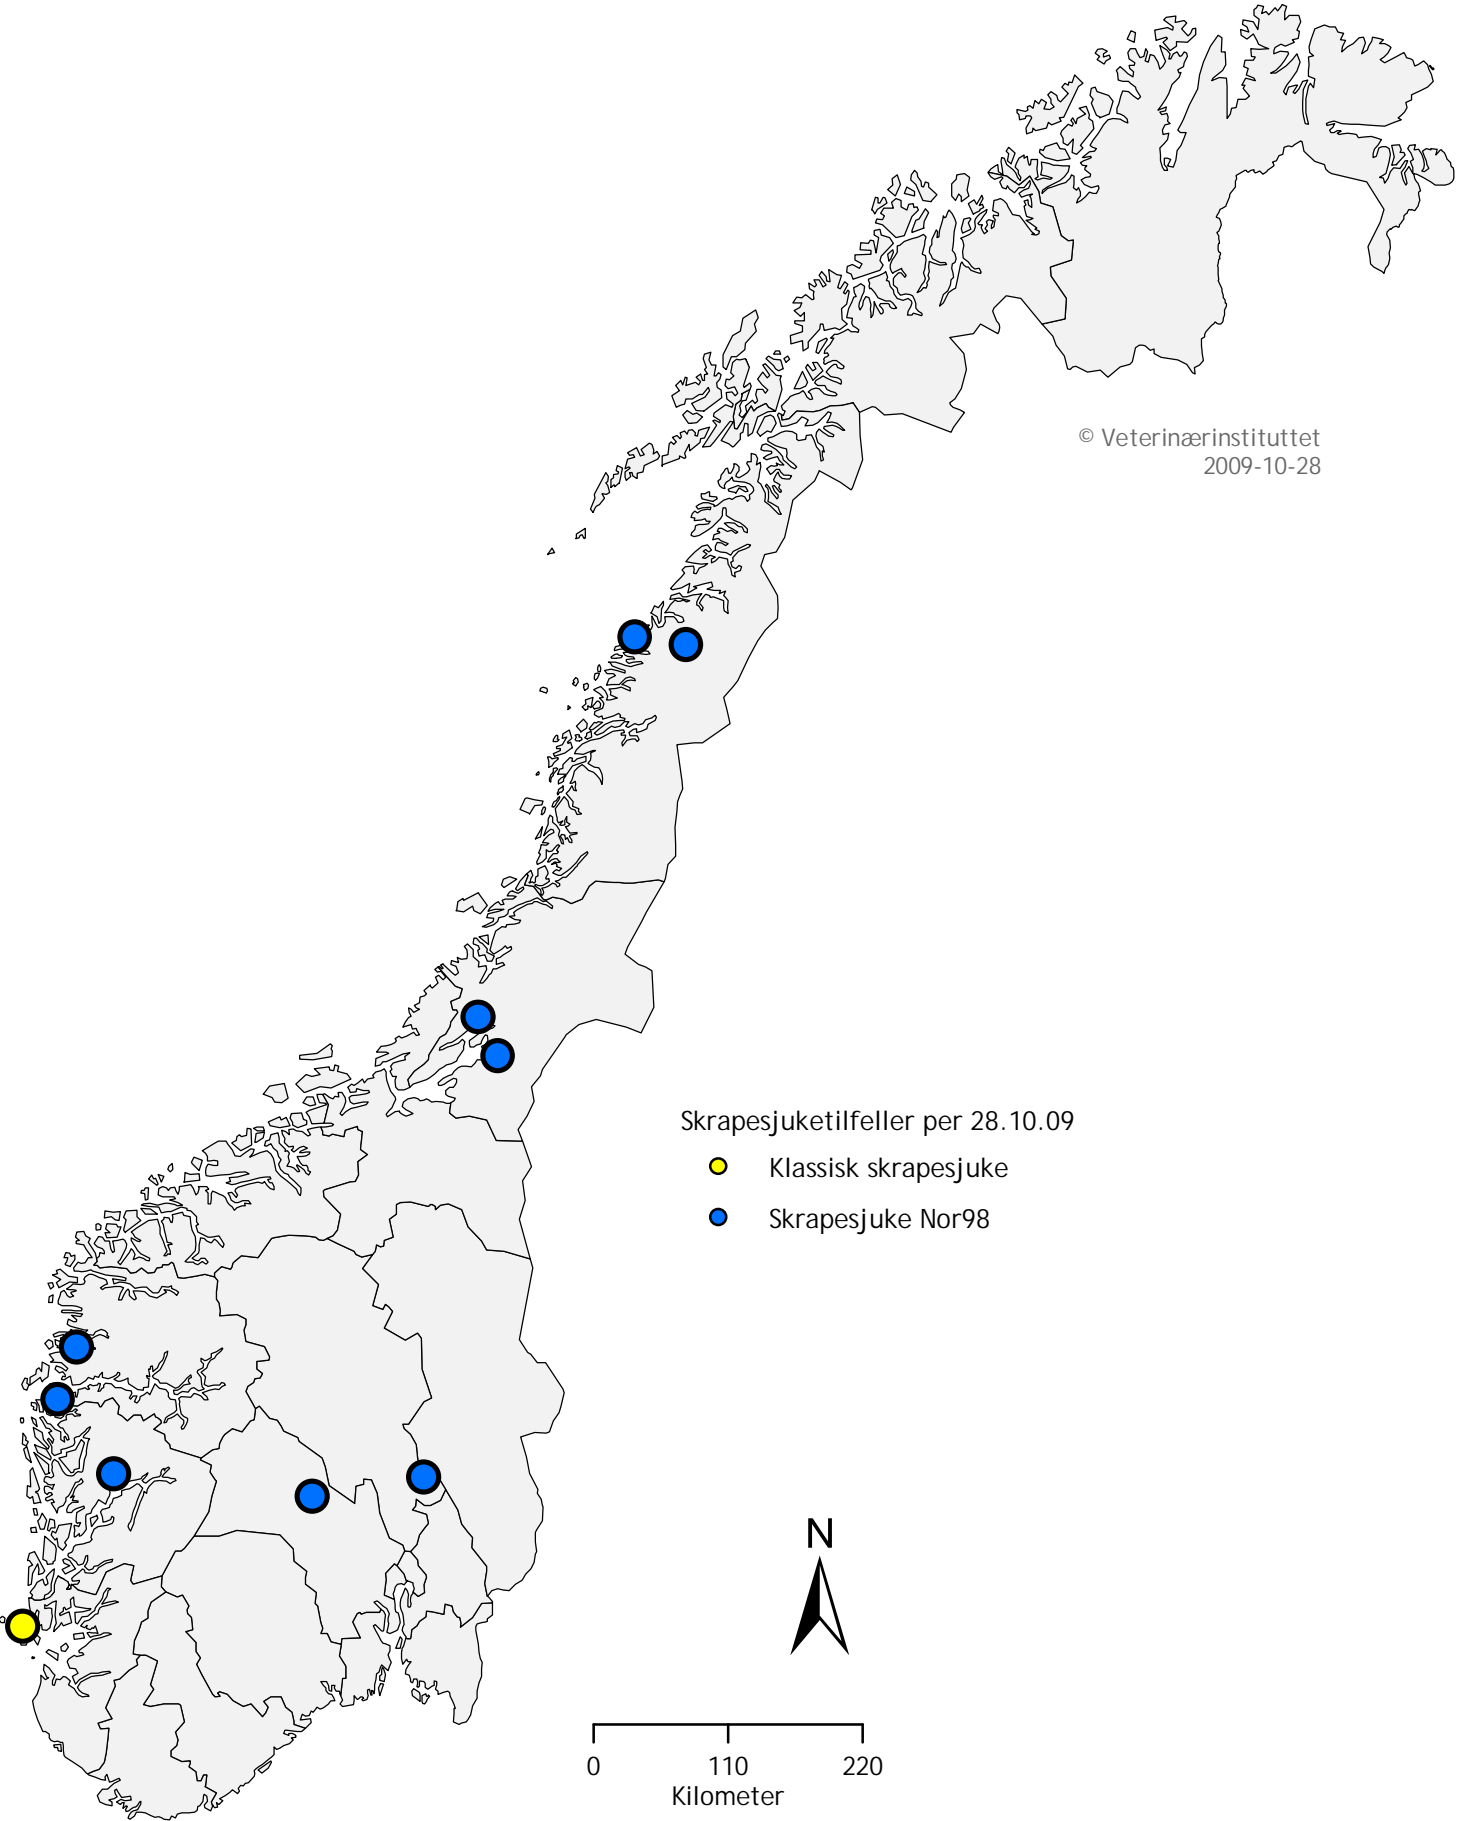 © Veterinærinstituttet
2009-10-28
Skrapesjuketilfeller per 28.10.09
Klassisk skrapesjuke
Skrapesjuke Nor98
N
0 110 220
Kilometer